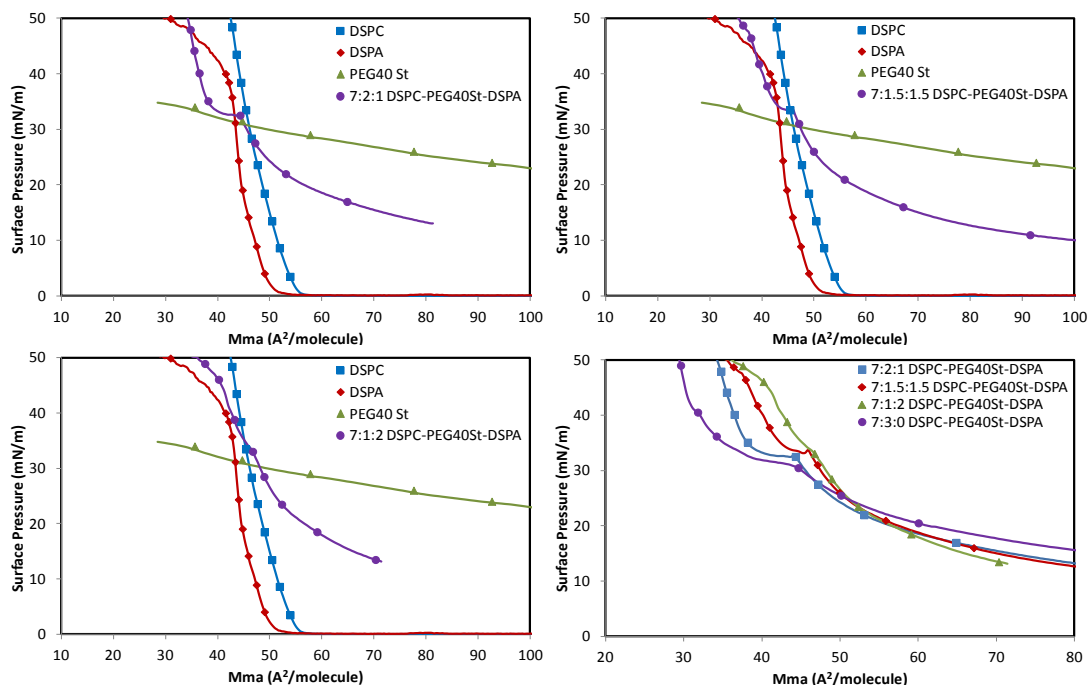 50
40
30
20
10
0
Surface Pressure (mN/m)
DSPC
DSPA
PEG40 St
7:2:1 DSPC-PEG40St-DSPA
10 20 30 40 50 60 70 80 90 100
Mma (A²/molecule)
50
40
30
20
10
0
Surface Pressure (mN/m)
DSPC
DSPA
PEG40 St
7:1.5:1.5 DSPC-PEG40St-DSPA
10 20 30 40 50 60 70 80 90 100
Mma (A²/molecule)
50
40
30
20
10
0
Surface Pressure (mN/m)
DSPC
DSPA
PEG40 St
7:1:2 DSPC-PEG40St-DSPA
10 20 30 40 50 60 70 80 90 100
Mma (A²/molecule)
50
40
30
20
10
0
Surface Pressure (mN/m)
7:2:1 DSPC-PEG40St-DSPA
7:1.5:1.5 DSPC-PEG40St-DSPA
7:1:2 DSPC-PEG40St-DSPA
7:3:0 DSPC-PEG40St-DSPA
20 30 40 50 60 70 80
Mma (A²/molecule)